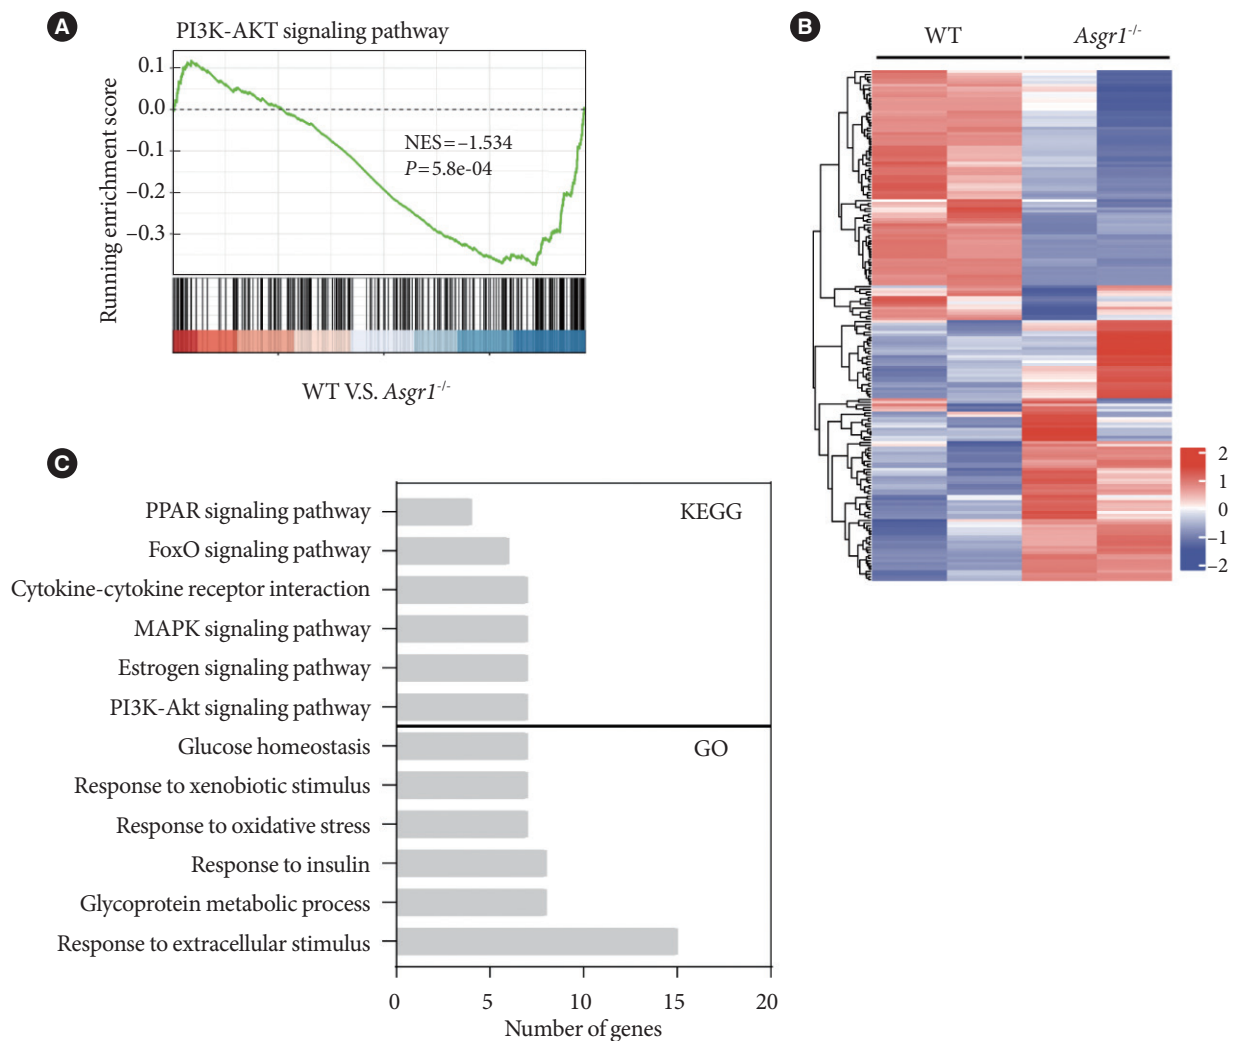 A
PI3K-AKT signaling pathway
Running enrichment score
0.1
0.0
−0.1
−0.2
−0.3
NES=−1.534
P=5.8e-04
WT V.S. Asgr1-/-
B
WT
Asgr1-/-
2
1
0
−1
−2
C
KEGG
PPAR signaling pathway
FoxO signaling pathway
Cytokine-cytokine receptor interaction
MAPK signaling pathway
Estrogen signaling pathway
PI3K-Akt signaling pathway
GO
Glucose homeostasis
Response to xenobiotic stimulus
Response to oxidative stress
Response to insulin
Glycoprotein metabolic process
Response to extracellular stimulus
0 5 10 15 20
Number of genes